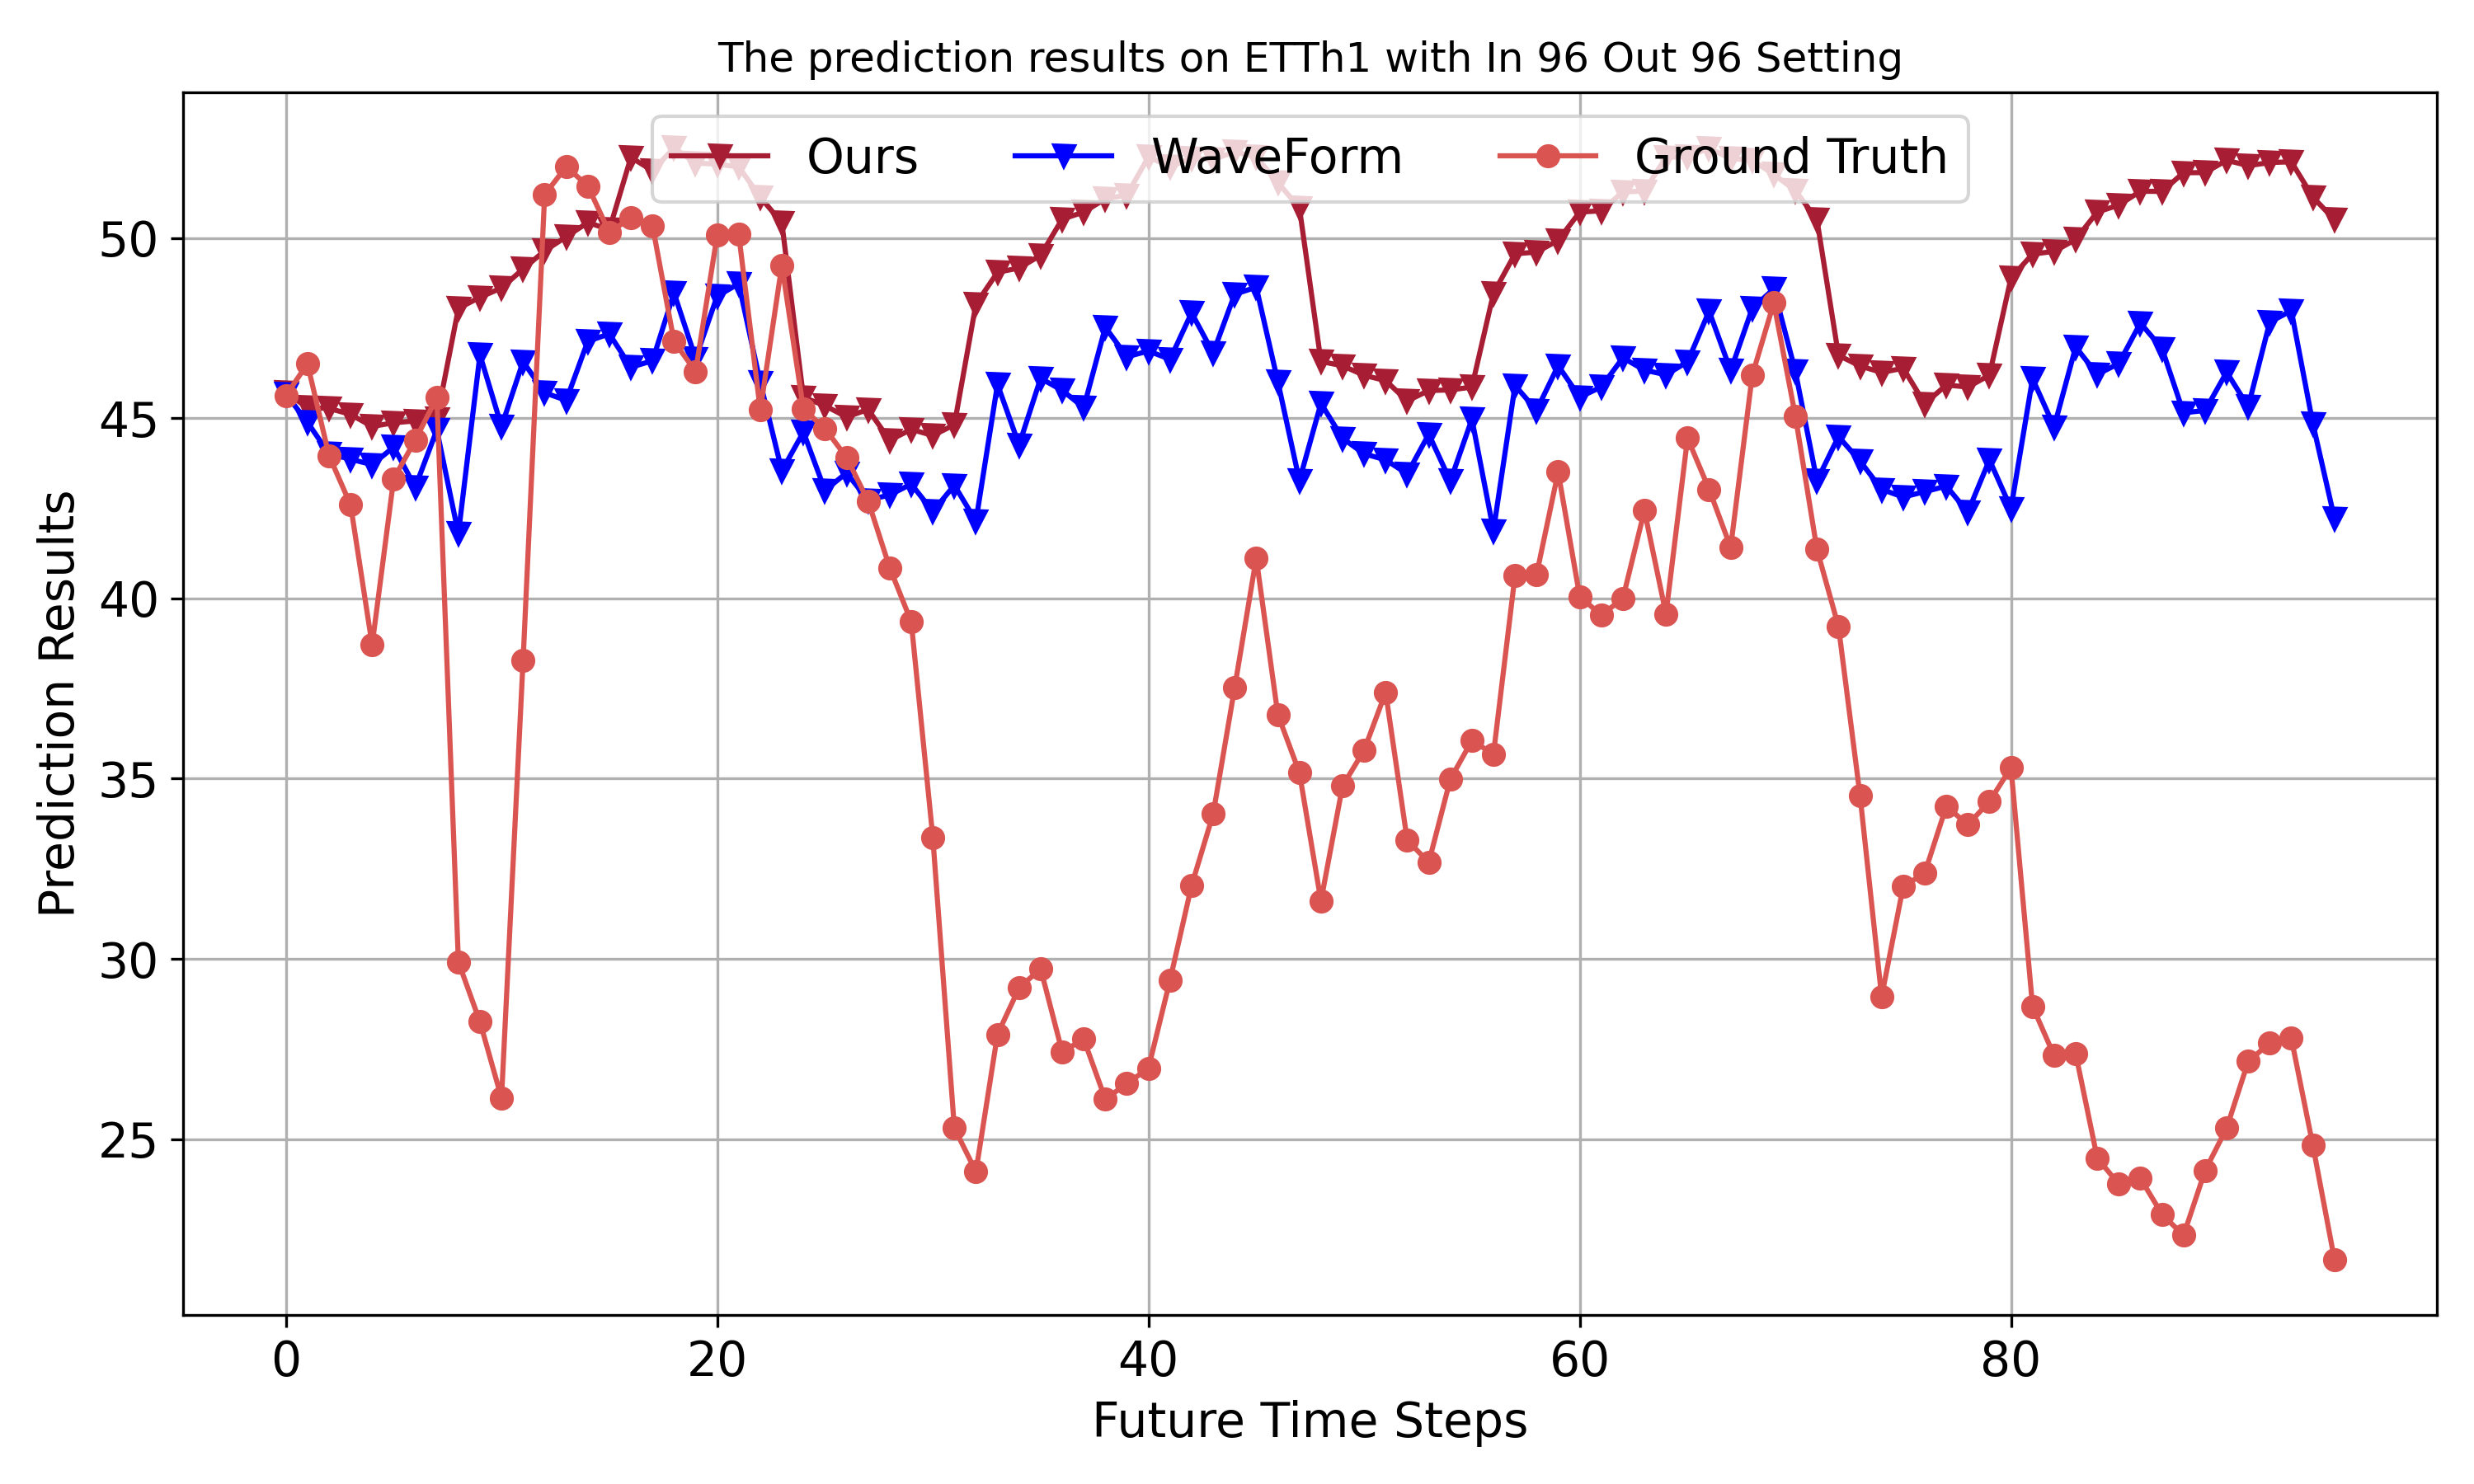 The prediction results on ETTh1 with In 96 Out 96 Setting
Ours WaveForm Ground Truth
Prediction Results
50
45
40
35
30
25
0 20 40 60 80
Future Time Steps